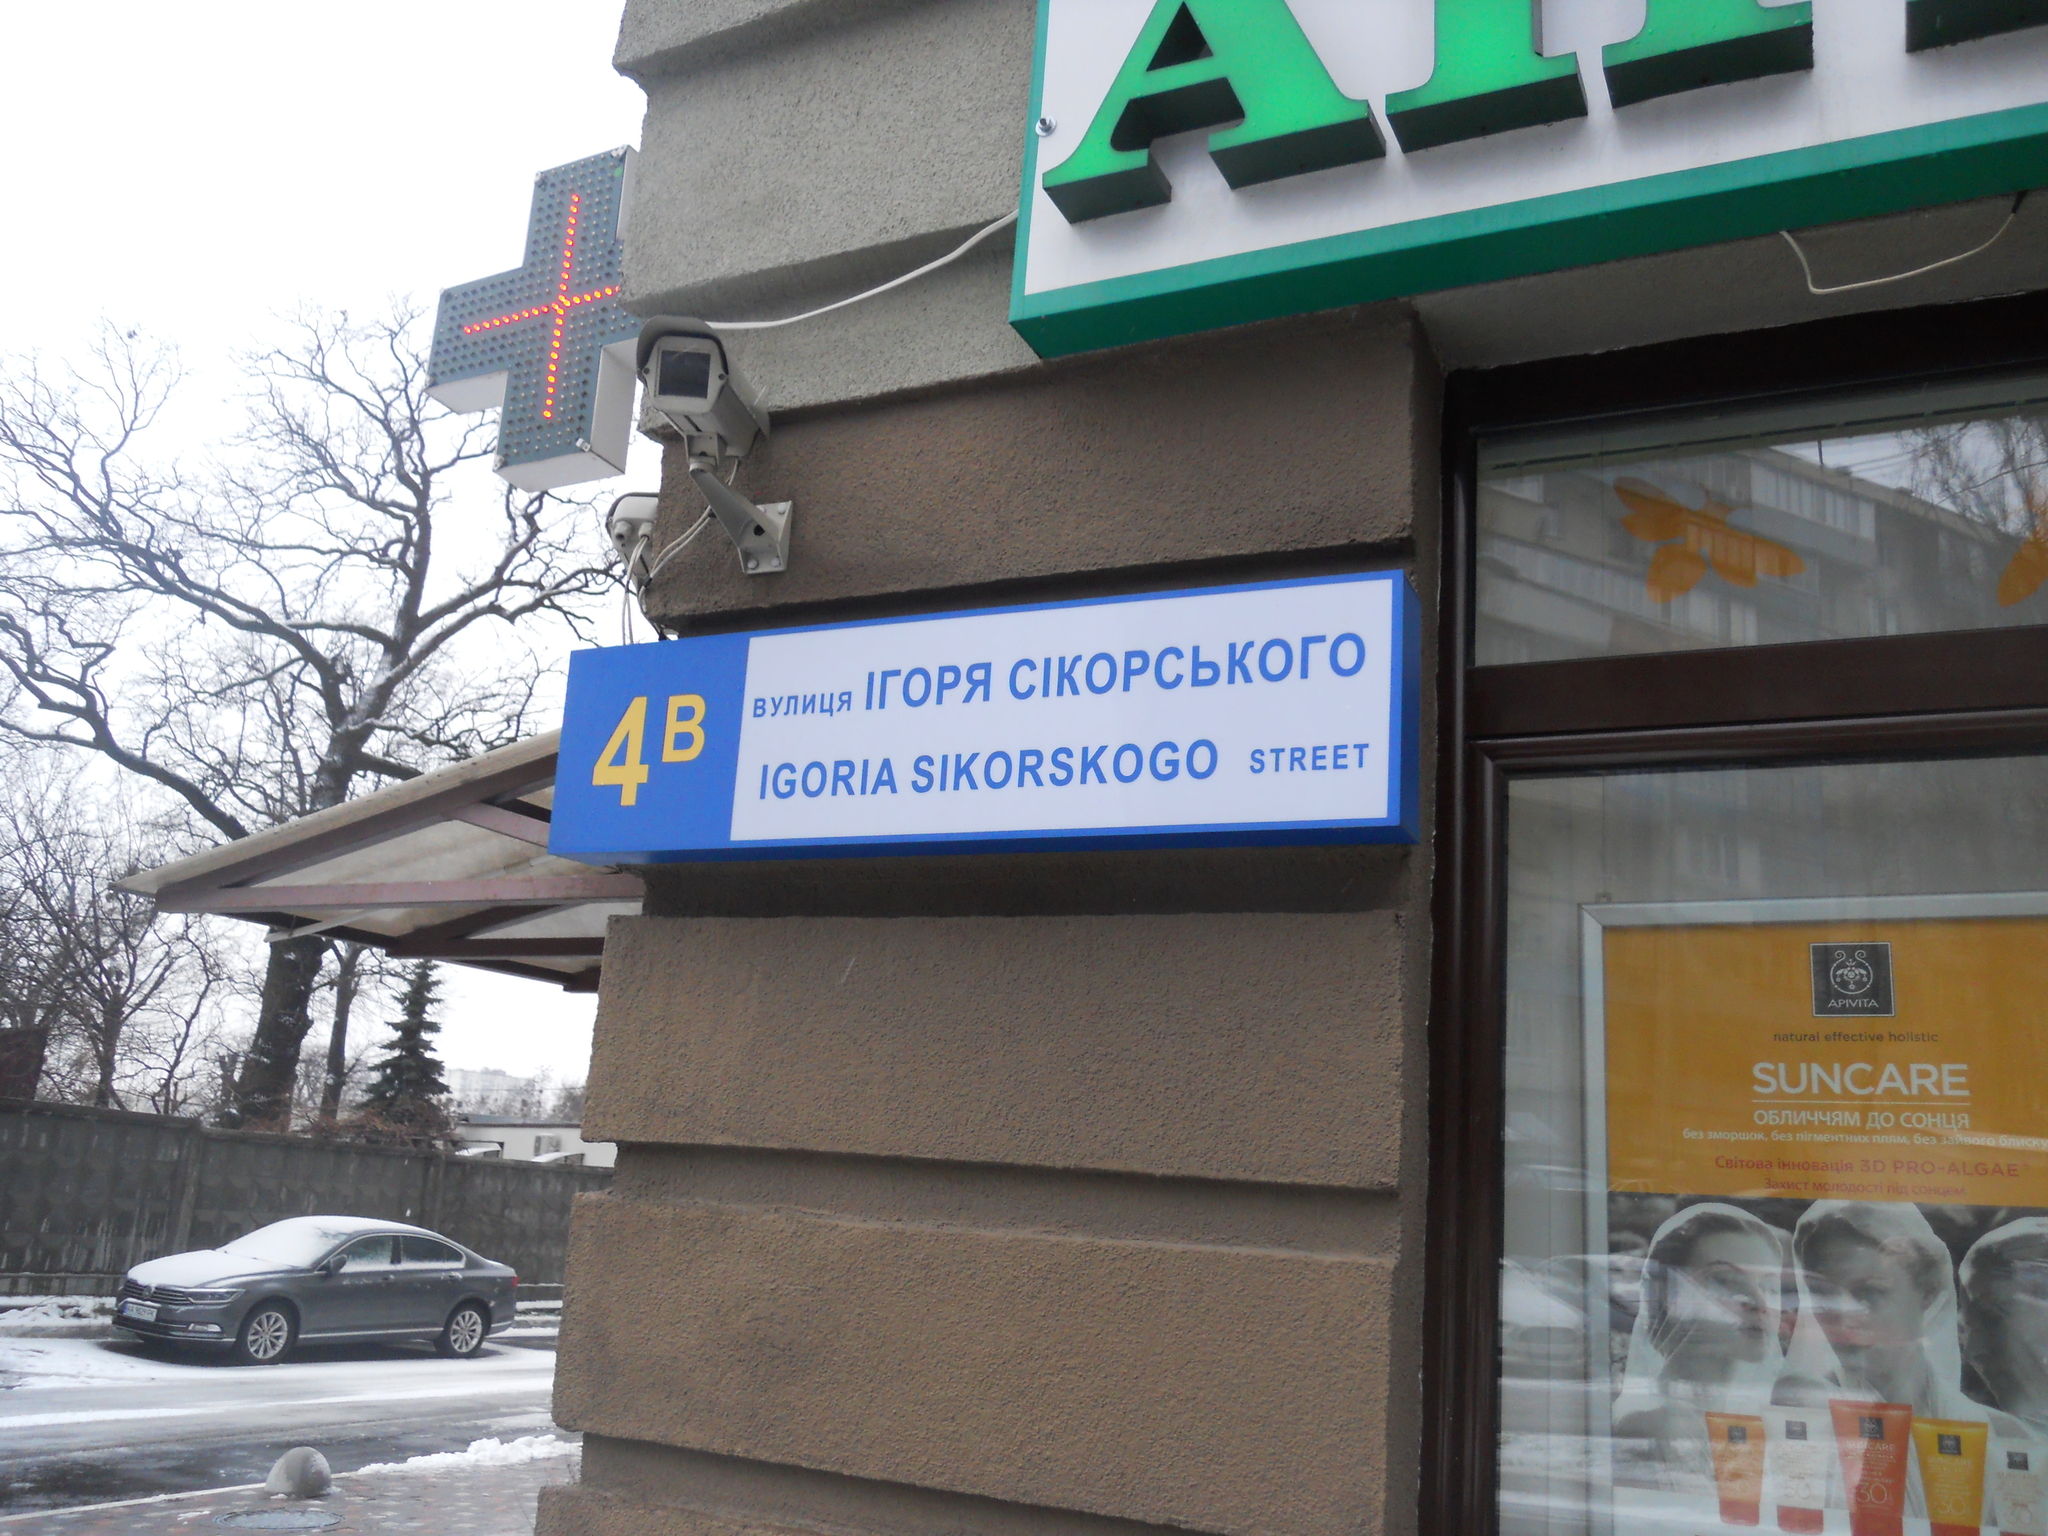 4В
ВУЛИЦЯ ІГОРЯ СІКОРСЬКОГО
IGORIA SIKORSKOGO STREET
APIVITA
natural effective holistic
SUNCARE
ОБЛИЧЧЯМ ДО СОНЦЯ
без зморшок, без пігментних плям, без зайвого блиску
Світова інновація 3D PRO-ALGAE
Захист молодості під сонцем